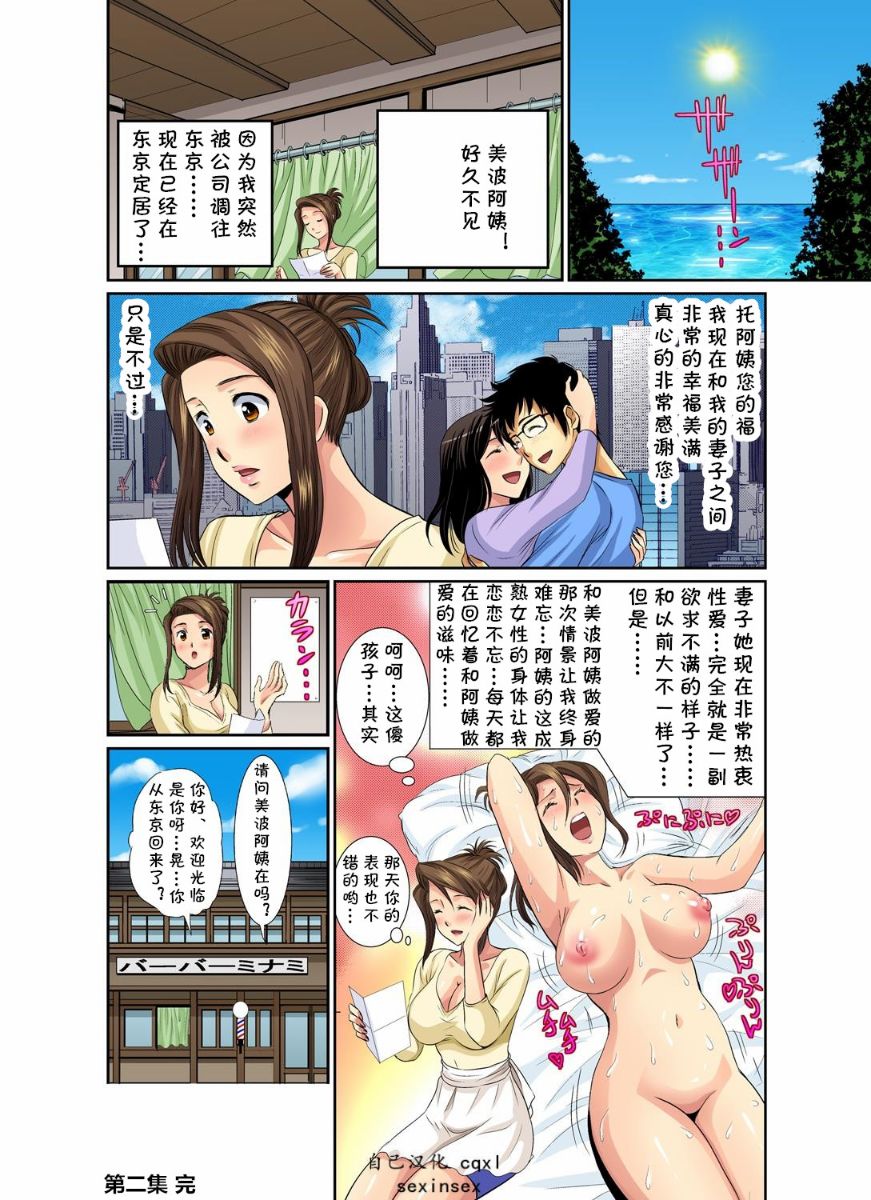 ギギーン…
美波阿姨！
好久不见
因为我突然
被公司调往
东京……
现在已经在
东京定居了…
托阿姨您的福
我现在和我的妻子之间
非常的幸福美满
真心的非常感谢您…
只是不过…
妻子她现在非常热衷
性爱…完全就是一副
欲求不满的样子……
和以前大不一样了…
但是……
和美波阿姨做爱的
那次情景让我终身
难忘…阿姨的这成
熟女性的身体让我
恋恋不忘…每天都
在回忆着和阿姨做
爱的滋味……
呵呵…这傻
孩子…其实
那天你的
表现也不
错的哟…
ぷにぷに♡
ぷりんぷりん♡
ムチムチ♡
カラン…
请问美波阿姨在吗？
你好、欢迎光临
是你呀…是…你
从东京回来了？
バーバーミナミ
第二集 完
自己汉化 cqxl
sexinsex